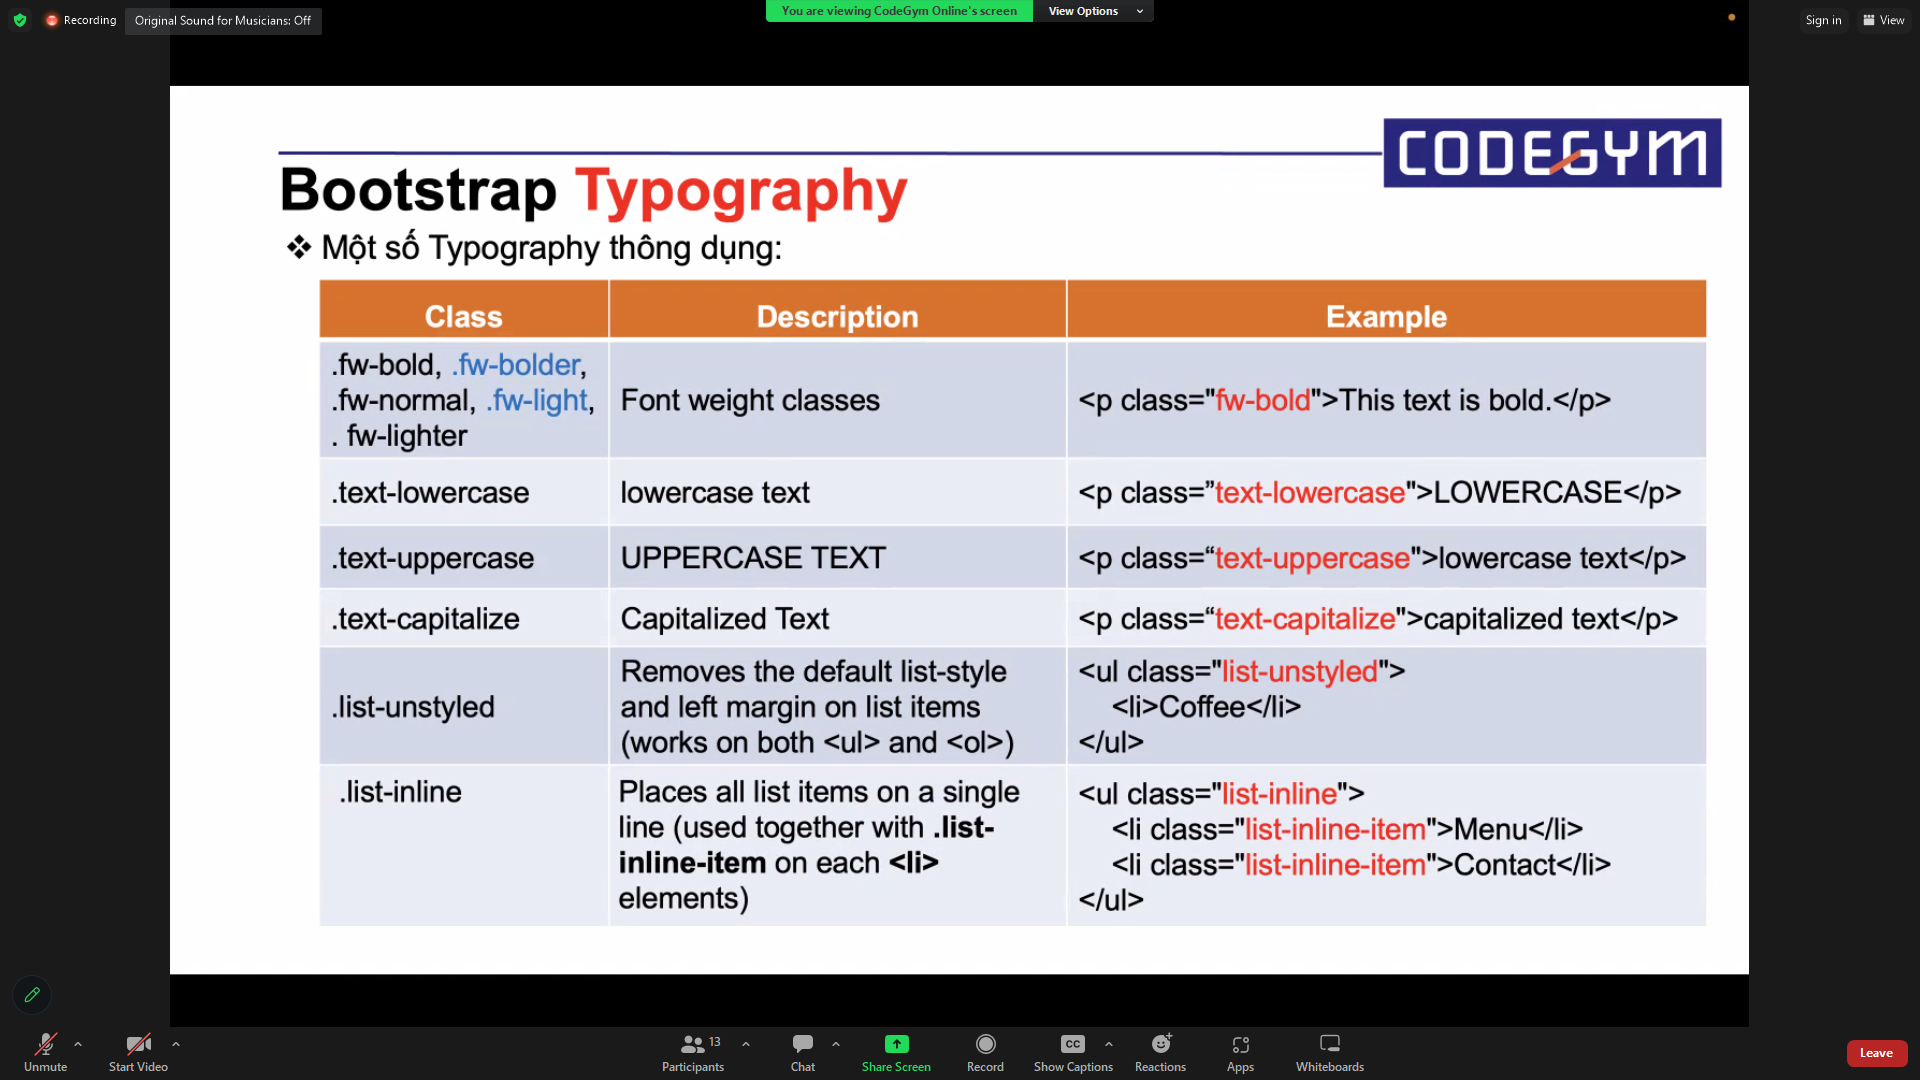 Recording
Original Sound for Musicians: Off
You are viewing CodeGym Online's screen
View Options
Sign in
View
CODEGYM
Bootstrap Typography
❖ Một số Typography thông dụng:
Class
Description
Example
.fw-bold, .fw-bolder,
.fw-normal, .fw-light,
. fw-lighter
Font weight classes
<p class="fw-bold">This text is bold.</p>
.text-lowercase
lowercase text
<p class=”text-lowercase">LOWERCASE</p>
.text-uppercase
UPPERCASE TEXT
<p class=“text-uppercase">lowercase text</p>
.text-capitalize
Capitalized Text
<p class=“text-capitalize">capitalized text</p>
.list-unstyled
Removes the default list-style
and left margin on list items
(works on both <ul> and <ol>)
<ul class="list-unstyled">
<li>Coffee</li>
</ul>
.list-inline
Places all list items on a single
line (used together with .list-
inline-item on each <li>
elements)
<ul class="list-inline">
<li class="list-inline-item">Menu</li>
<li class="list-inline-item">Contact</li>
</ul>
Unmute
Start Video
13
Participants
Chat
Share Screen
Record
CC
Show Captions
Reactions
Apps
Whiteboards
Leave